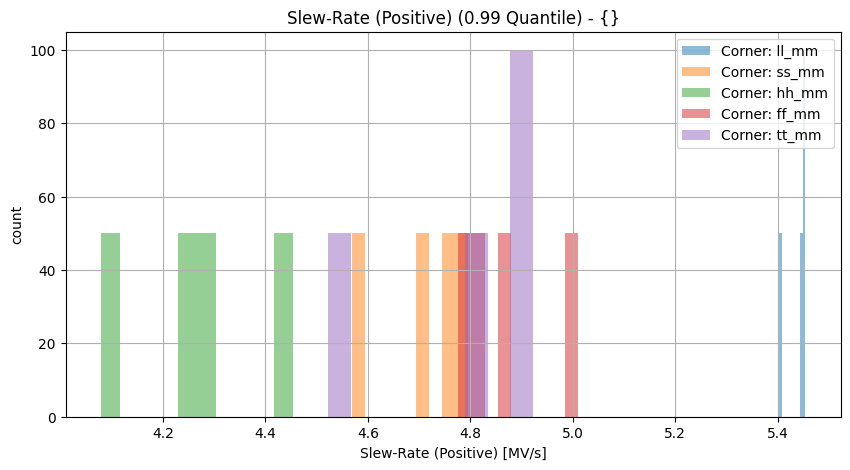 Slew-Rate (Positive) (0.99 Quantile) - {}
100
80
60
40
20
0
count
Corner: ll_mm
Corner: ss_mm
Corner: hh_mm
Corner: ff_mm
Corner: tt_mm
4.2 4.4 4.6 4.8 5.0 5.2 5.4
Slew-Rate (Positive) [MV/s]